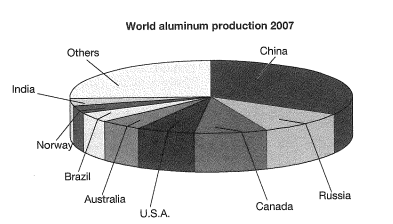 World aluminum production 2007
Others
China
India
Norway
Brazil
Australia
U.S.A.
Canada
Russia